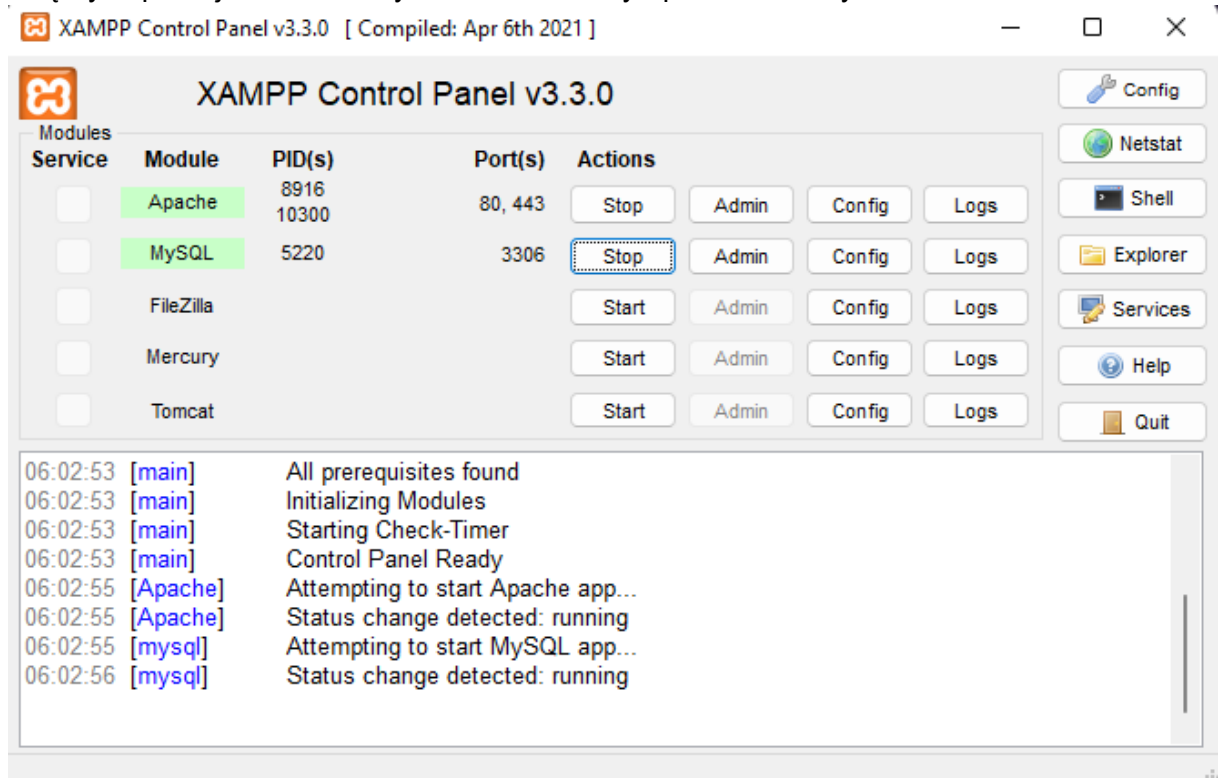 XAMPP Control Panel v3.3.0 [ Compiled: Apr 6th 2021 ]
XAMPP Control Panel v3.3.0
Config
Modules
Service Module PID(s) Port(s) Actions
Netstat
Apache 8916 10300 80, 443 Stop Admin Config Logs
Shell
MySQL 5220 3306 Stop Admin Config Logs
Explorer
FileZilla Start Admin Config Logs
Services
Mercury Start Admin Config Logs
Help
Tomcat Start Admin Config Logs
Quit
06:02:53 [main] All prerequisites found
06:02:53 [main] Initializing Modules
06:02:53 [main] Starting Check-Timer
06:02:53 [main] Control Panel Ready
06:02:55 [Apache] Attempting to start Apache app...
06:02:55 [Apache] Status change detected: running
06:02:55 [mysql] Attempting to start MySQL app...
06:02:56 [mysql] Status change detected: running